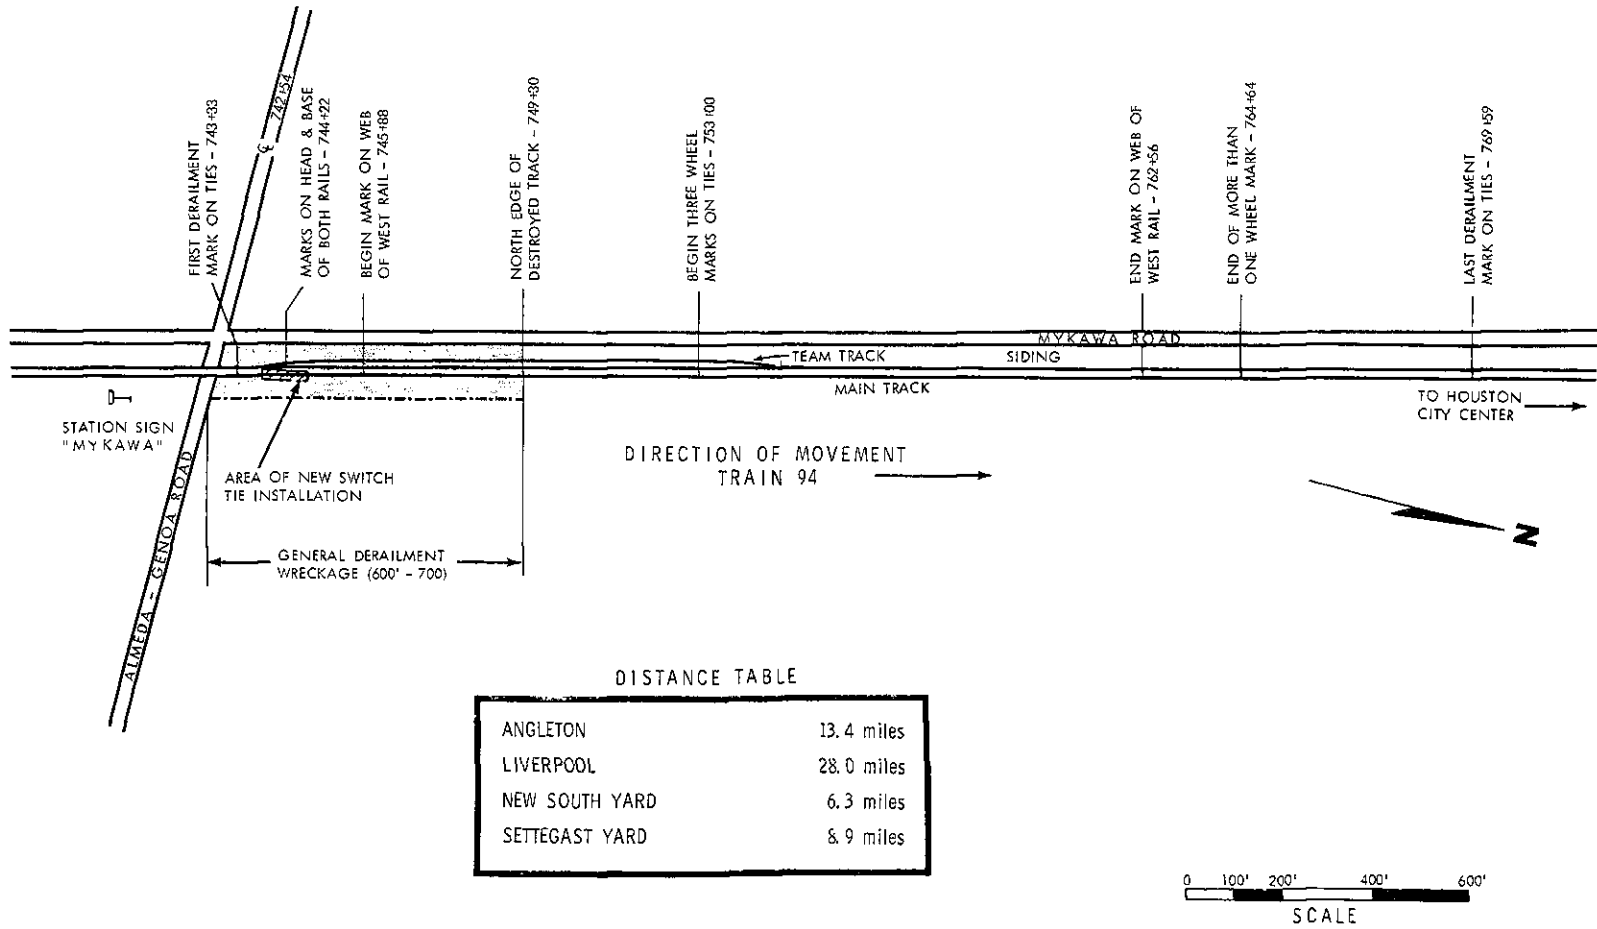 FIRST DERAILMENT
MARK ON TIES - 743+33
℄ 742+54
MARKS ON HEAD & BASE
OF BOTH RAILS - 744+22
BEGIN MARK ON WEB
OF WEST RAIL - 745+88
NORTH EDGE OF
DESTROYED TRACK - 749+30
BEGIN THREE WHEEL
MARKS ON TIES - 753+00
END MARK ON WEB OF
WEST RAIL - 762+56
END OF MORE THAN
ONE WHEEL MARK - 764+64
LAST DERAILMENT
MARK ON TIES - 769+59
MYKAWA ROAD
TEAM TRACK
SIDING
MAIN TRACK
TO HOUSTON
CITY CENTER
STATION SIGN
"MYKAWA"
ALMEDA - GENOA ROAD
AREA OF NEW SWITCH
TIE INSTALLATION
DIRECTION OF MOVEMENT
TRAIN 94
N
GENERAL DERAILMENT
WRECKAGE (600' - 700)
DISTANCE TABLE
ANGLETON 13.4 miles
LIVERPOOL 28.0 miles
NEW SOUTH YARD 6.3 miles
SETTEGAST YARD 8.9 miles
0 100' 200' 400' 600'
SCALE